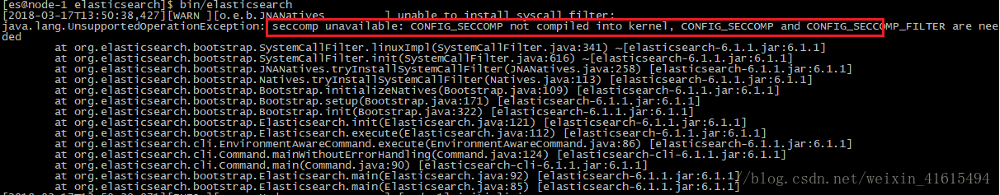 [es@node-1 elasticsearch]$ bin/elasticsearch
[2018-03-17T13:50:38,427][WARN ][o.e.b.JNANatives ] unable to install syscall filter:
java.lang.UnsupportedOperationException: seccomp unavailable: CONFIG_SECCOMP not compiled into kernel, CONFIG_SECCOMP and CONFIG_SECCOMP_FILTER are nee
ded
at org.elasticsearch.bootstrap.SystemCallFilter.linuxImpl(SystemCallFilter.java:341) ~[elasticsearch-6.1.1.jar:6.1.1]
at org.elasticsearch.bootstrap.SystemCallFilter.init(SystemCallFilter.java:616) ~[elasticsearch-6.1.1.jar:6.1.1]
at org.elasticsearch.bootstrap.JNANatives.tryInstallSystemCallFilter(JNANatives.java:258) [elasticsearch-6.1.1.jar:6.1.1]
at org.elasticsearch.bootstrap.Natives.tryInstallSystemCallFilter(Natives.java:113) [elasticsearch-6.1.1.jar:6.1.1]
at org.elasticsearch.bootstrap.Bootstrap.initializeNatives(Bootstrap.java:109) [elasticsearch-6.1.1.jar:6.1.1]
at org.elasticsearch.bootstrap.Bootstrap.setup(Bootstrap.java:171) [elasticsearch-6.1.1.jar:6.1.1]
at org.elasticsearch.bootstrap.Bootstrap.init(Bootstrap.java:322) [elasticsearch-6.1.1.jar:6.1.1]
at org.elasticsearch.bootstrap.Elasticsearch.init(Elasticsearch.java:121) [elasticsearch-6.1.1.jar:6.1.1]
at org.elasticsearch.bootstrap.Elasticsearch.execute(Elasticsearch.java:112) [elasticsearch-6.1.1.jar:6.1.1]
at org.elasticsearch.cli.EnvironmentAwareCommand.execute(EnvironmentAwareCommand.java:86) [elasticsearch-6.1.1.jar:6.1.1]
at org.elasticsearch.cli.Command.mainWithoutErrorHandling(Command.java:124) [elasticsearch-cli-6.1.1.jar:6.1.1]
at org.elasticsearch.cli.Command.main(Command.java:90) [elasticsearch-cli-6.1.1.jar:6.1.1]
at org.elasticsearch.bootstrap.Elasticsearch.main(Elasticsearch.java:92) [elasticsearch-6.1.1.jar:6.1.1]
at org.elasticsearch.bootstrap.Elasticsearch.main(Elasticsearch.java:85) [elasticsearch-6.1.1.jar:6.1.1]
//blog.csdn.net/weixin_41615494